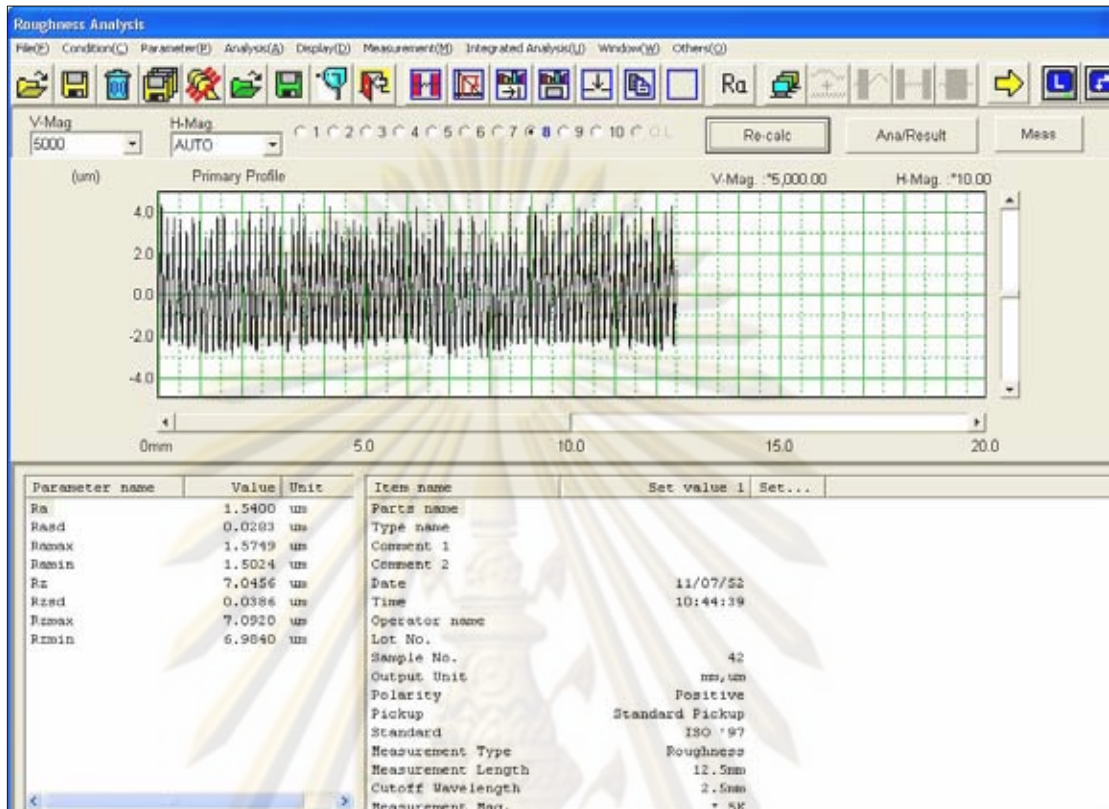 Roughness Analysis
File(F) Condition(C) Parameter(P) Analysis(A) Display(D) Measurement(M) Integrated Analysis(U) Window(W) Others(O)
Ra
L
V-Mag H-Mag
5000 AUTO 1 2 3 4 5 6 7 8 9 10 O.L Re-calc Ana/Result Meas
(um) Primary Profile V-Mag. :*5,000.00 H-Mag. :*10.00
4.0
2.0
0.0
-2.0
-4.0
0mm 5.0 10.0 15.0 20.0
Parameter name Value Unit
Ra 1.5400 um
Rasd 0.0283 um
Ramax 1.5749 um
Ramin 1.5024 um
Rz 7.0456 um
Rzsd 0.0386 um
Rzmax 7.0920 um
Rzmin 6.9840 um
Item name Set value 1 Set...
Parts name
Type name
Comment 1
Comment 2
Date 11/07/52
Time 10:44:39
Operator name
Lot No.
Sample No. 42
Output Unit mm,um
Polarity Positive
Pickup Standard Pickup
Standard ISO '97
Measurement Type Roughness
Measurement Length 12.5mm
Cutoff Wavelength 2.5mm
Measurement Mag. * 5K